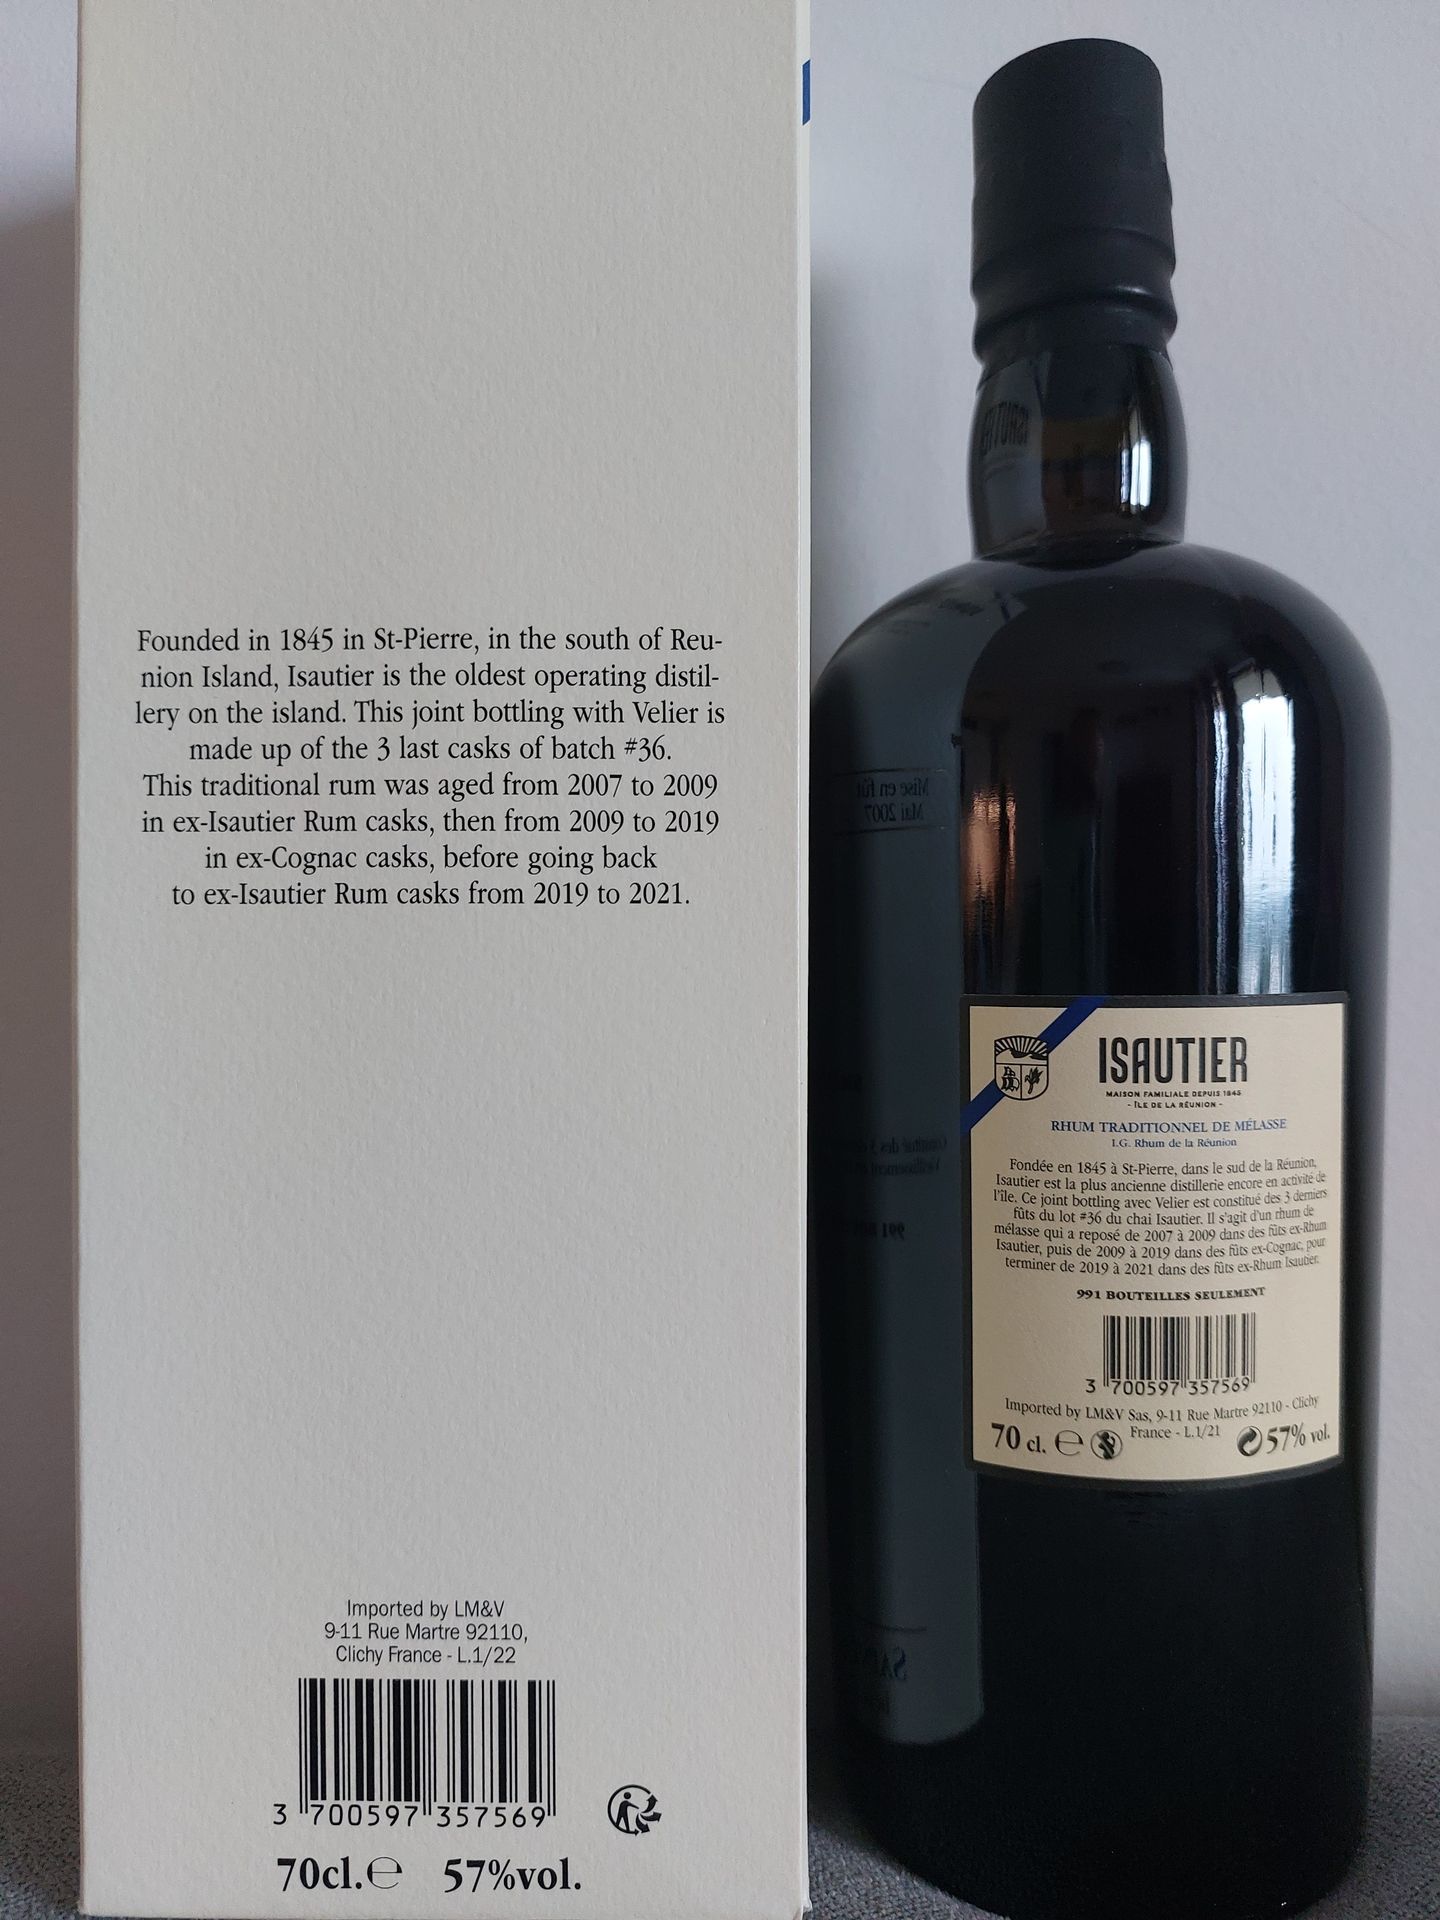 Founded in 1845 in St-Pierre, in the south of Reu-
nion Island, Isautier is the oldest operating distil-
lery on the island. This joint bottling with Velier is
made up of the 3 last casks of batch #36.
This traditional rum was aged from 2007 to 2009
in ex-Isautier Rum casks, then from 2009 to 2019
in ex-Cognac casks, before going back
to ex-Isautier Rum casks from 2019 to 2021.
Imported by LM&V
9-11 Rue Martre 92110,
Clichy France - L.1/22
3 700597 357569
70cl.℮ 57%vol.
ISAUTIER
Mise en fût
Mai 2007
991
ISAUTIER
MAISON FAMILIALE DEPUIS 1845
- ÎLE DE LA RÉUNION -
RHUM TRADITIONNEL DE MÉLASSE
I.G. Rhum de la Réunion
Fondée en 1845 à St-Pierre, dans le sud de la Réunion,
Isautier est la plus ancienne distillerie encore en activité de
l'île. Ce joint bottling avec Velier est constitué des 3 derniers
fûts du lot #36 du chai Isautier. Il s'agit d'un rhum de
mélasse qui a reposé de 2007 à 2009 dans des fûts ex-Rhum
Isautier, puis de 2009 à 2019 dans des fûts ex-Cognac, pour
terminer de 2019 à 2021 dans des fûts ex-Rhum Isautier.
991 BOUTEILLES SEULEMENT
3 700597 357569
Imported by LM&V Sas, 9-11 Rue Martre 92110 - Clichy
France - L.1/21
70 cl. ℮ 57% vol.